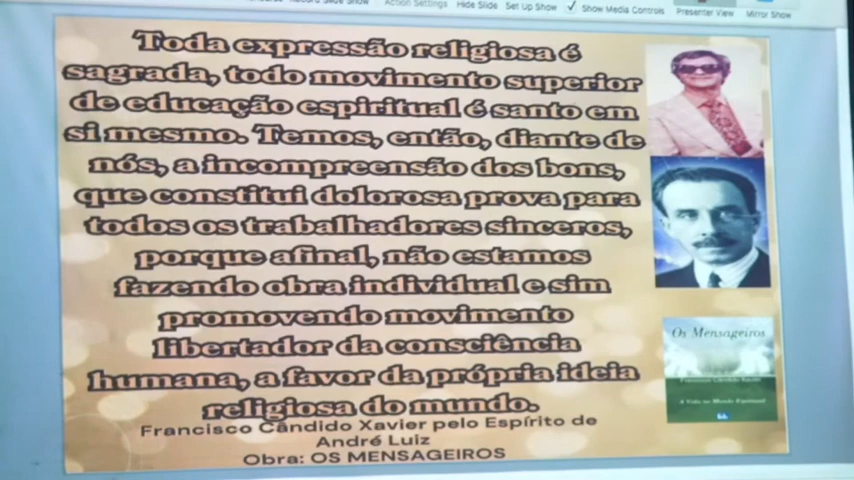 Record Slide Show
Action Settings
Hide Slide
Set Up Show
Show Media Controls
Presenter View
Mirror Show
Toda expressão religiosa é
sagrada, todo movimento superior
de educação espiritual é santo em
si mesmo. Temos, então, diante de
nós, a incompreensão dos bons,
que constitui dolorosa prova para
todos os trabalhadores sinceros,
porque afinal, não estamos
fazendo obra individual e sim
promovendo movimento
libertador da consciência
humana, a favor da própria ideia
religiosa do mundo.
Francisco Cândido Xavier pelo Espírito de
André Luiz
Obra: OS MENSAGEIROS
Os Mensageiros
Francisco Cândido Xavier
A Vida no Mundo Espiritual